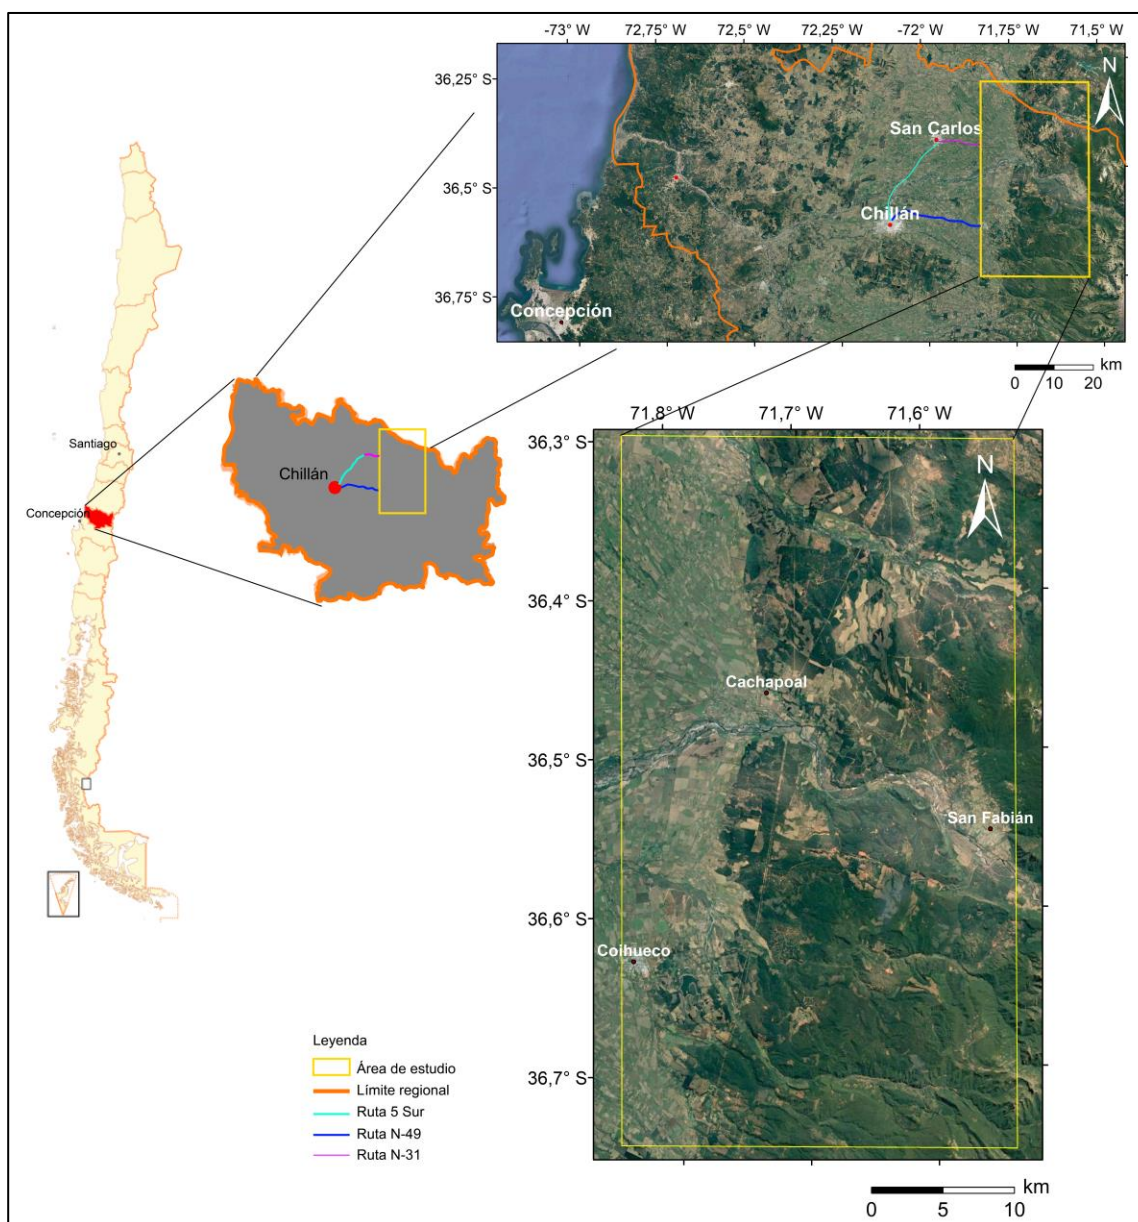 -73° W 72,75° W 72,5° W 72,25° W -72° W 71,75° W 71,5° W
36,25° S
36,5° S
36,75° S
N
San Carlos
Chillán
Concepción
km
0 10 20
Santiago
Concepción
Chillán
71,8° W 71,7° W 71,6° W
36,3° S
36,4° S
36,5° S
36,6° S
36,7° S
N
Cachapoal
San Fabián
Coihueco
km
0 5 10
Leyenda
Área de estudio
Límite regional
Ruta 5 Sur
Ruta N-49
Ruta N-31